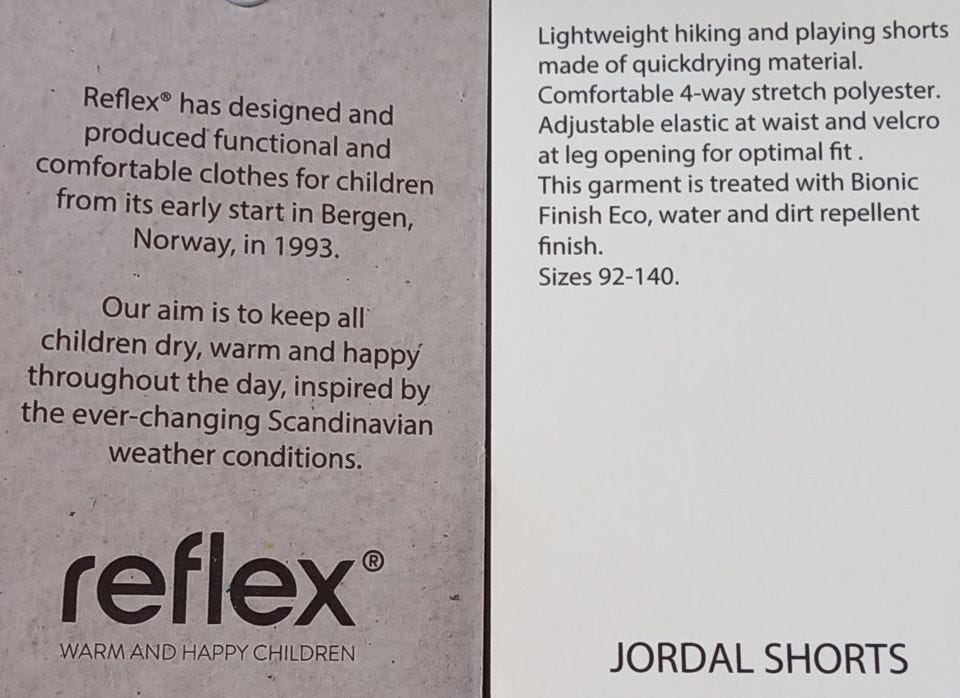 Reflex® has designed and
produced functional and
comfortable clothes for children
from its early start in Bergen,
Norway, in 1993.
Our aim is to keep all
children dry, warm and happy
throughout the day, inspired by
the ever-changing Scandinavian
weather conditions.
reflex®
WARM AND HAPPY CHILDREN
Lightweight hiking and playing shorts
made of quickdrying material.
Comfortable 4-way stretch polyester.
Adjustable elastic at waist and velcro
at leg opening for optimal fit .
This garment is treated with Bionic
Finish Eco, water and dirt repellent
finish.
Sizes 92-140.
JORDAL SHORTS